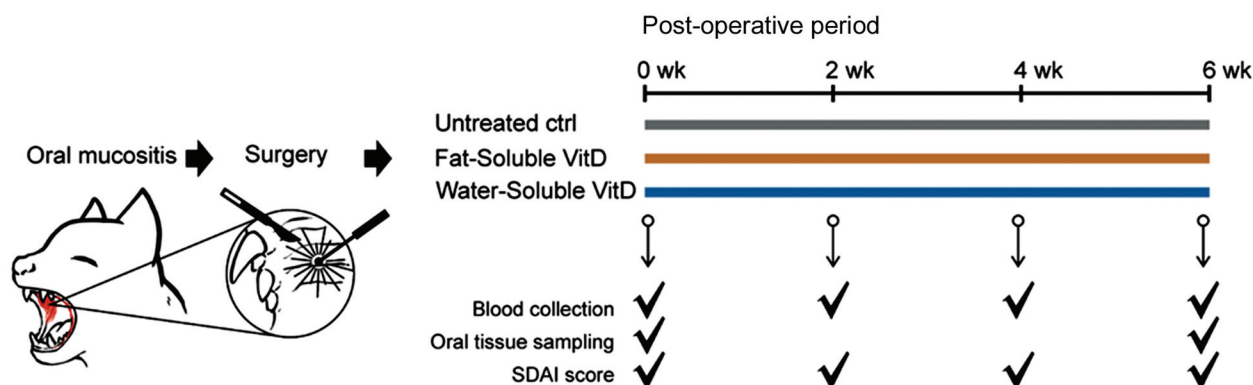 Post-operative period
0 wk 2 wk 4 wk 6 wk
Untreated ctrl
Oral mucositis Surgery Fat-Soluble VitD
Water-Soluble VitD
Blood collection
Oral tissue sampling
SDAI score